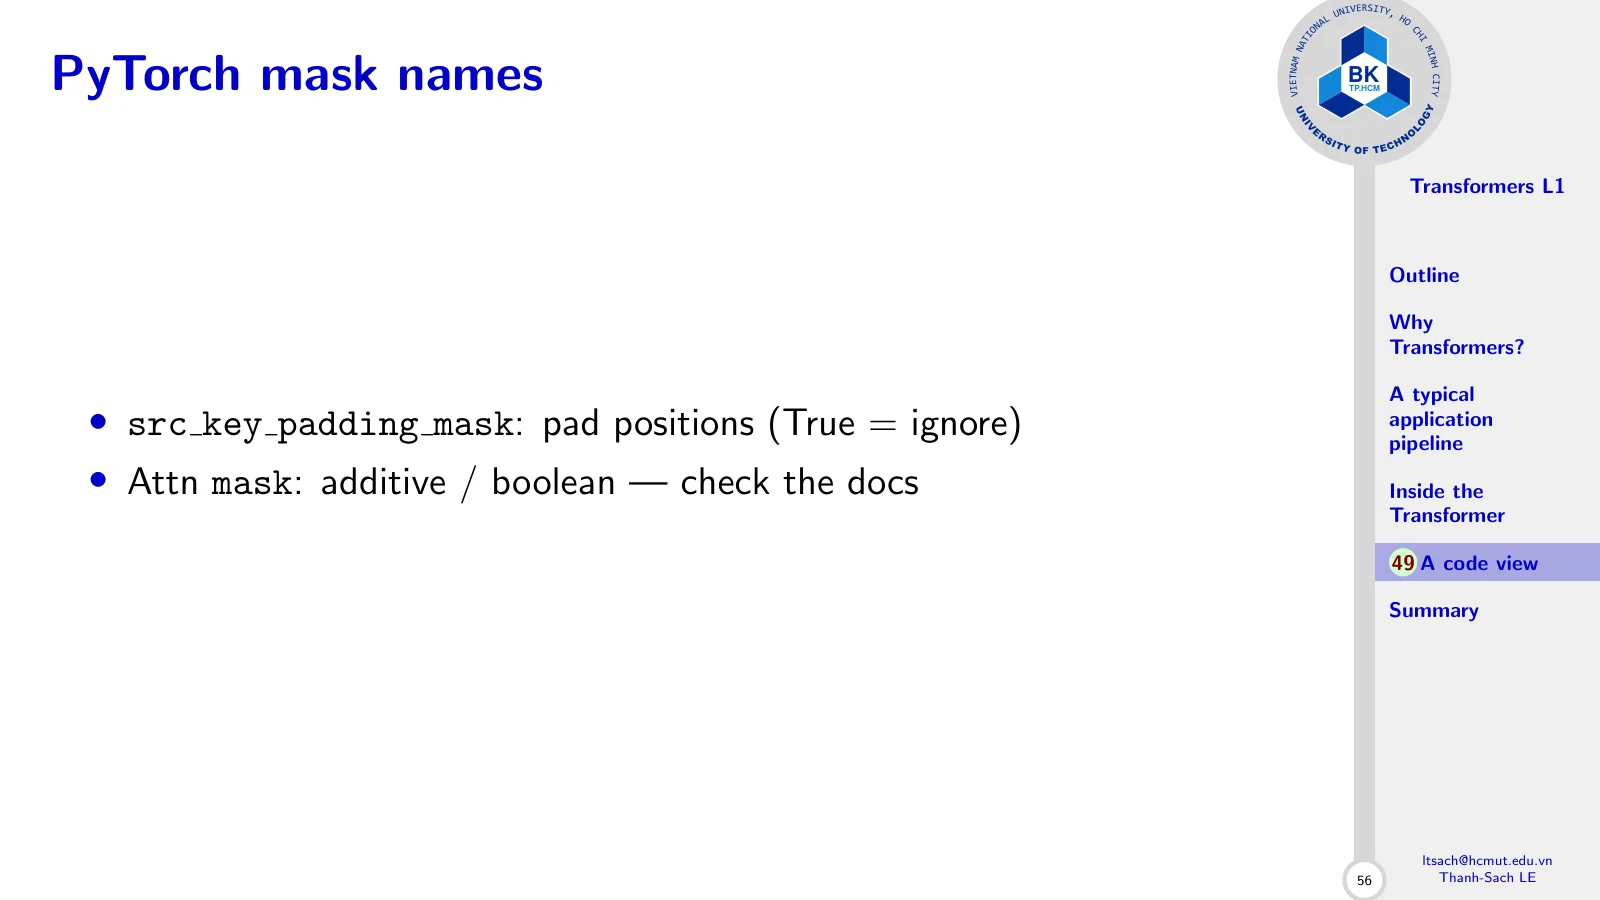 PyTorch mask names
• src_key_padding_mask: pad positions (True = ignore)
• Attn mask: additive / boolean — check the docs
VIETNAM NATIONAL UNIVERSITY, HO CHI MINH CITY
BK
TP.HCM
UNIVERSITY OF TECHNOLOGY
Transformers L1
Outline
Why
Transformers?
A typical
application
pipeline
Inside the
Transformer
49 A code view
Summary
ltsach@hcmut.edu.vn
Thanh-Sach LE
56